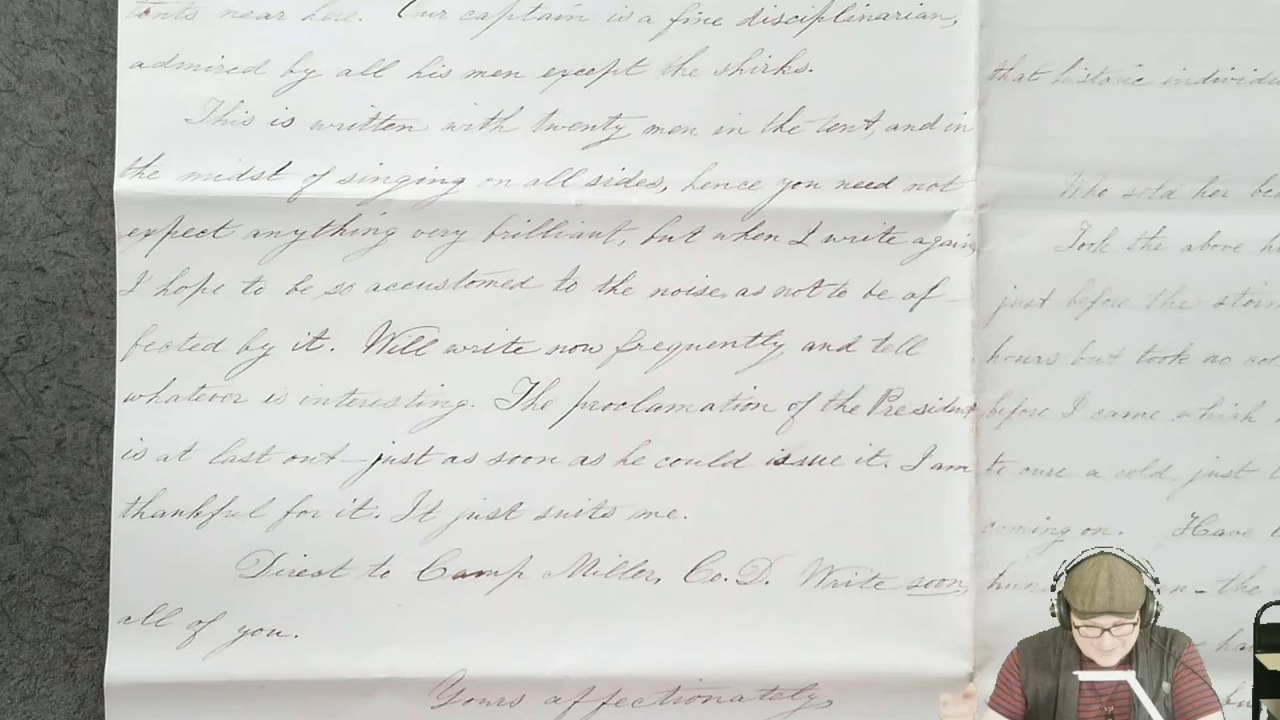 tents near here. Our captain is a fine disciplinarian,
admired by all his men except the shirks.
This is written with twenty men in the tent, and in
the midst of singing on all sides, hence you need not
expect anything very brilliant, but when I write again,
I hope to be so accustomed to the noise, as not to be af-
fected by it. Will write now frequently and tell
whatever is interesting. The proclamation of the President
is at last out—just as soon as he could issue it. I am
thankful for it. It just suits me.
Direct to Camp Miller, Co. D. Write soon,
all of you.
Yours affectionately,
that historic
Who sold her
Took the above
just before the
hours but took no
before I came which
to cure a cold, just
coming on. Have
the